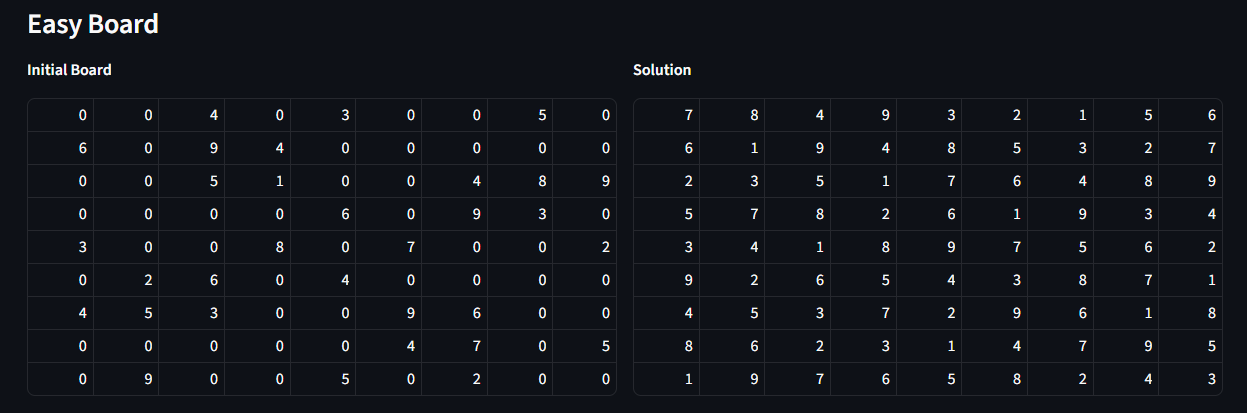 Easy Board
Initial Board
0 0 4 0 3 0 0 5 0
6 0 9 4 0 0 0 0 0
0 0 5 1 0 0 4 8 9
0 0 0 0 6 0 9 3 0
3 0 0 8 0 7 0 0 2
0 2 6 0 4 0 0 0 0
4 5 3 0 0 9 6 0 0
0 0 0 0 0 4 7 0 5
0 9 0 0 5 0 2 0 0
Solution
7 8 4 9 3 2 1 5 6
6 1 9 4 8 5 3 2 7
2 3 5 1 7 6 4 8 9
5 7 8 2 6 1 9 3 4
3 4 1 8 9 7 5 6 2
9 2 6 5 4 3 8 7 1
4 5 3 7 2 9 6 1 8
8 6 2 3 1 4 7 9 5
1 9 7 6 5 8 2 4 3